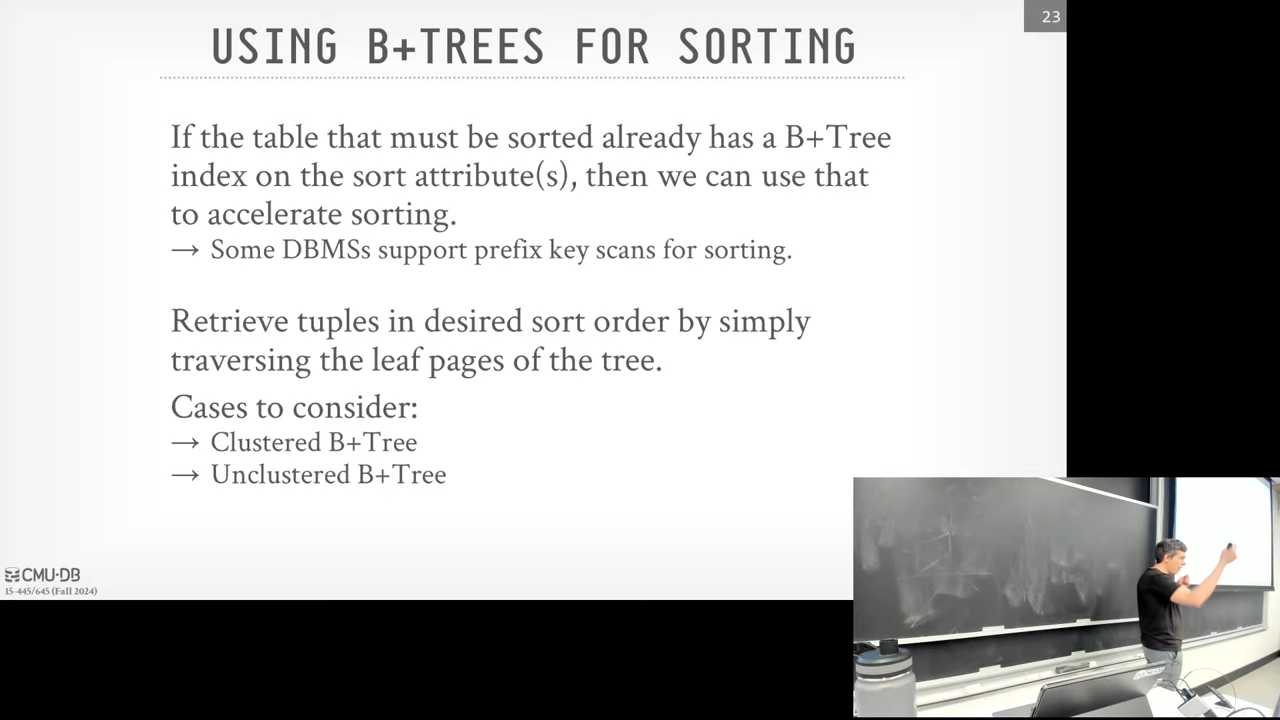 23
USING B+TREES FOR SORTING
If the table that must be sorted already has a B+Tree
index on the sort attribute(s), then we can use that
to accelerate sorting.
→ Some DBMSs support prefix key scans for sorting.
Retrieve tuples in desired sort order by simply
traversing the leaf pages of the tree.
Cases to consider:
→ Clustered B+Tree
→ Unclustered B+Tree
CMU·DB
15-445/645 (Fall 2024)